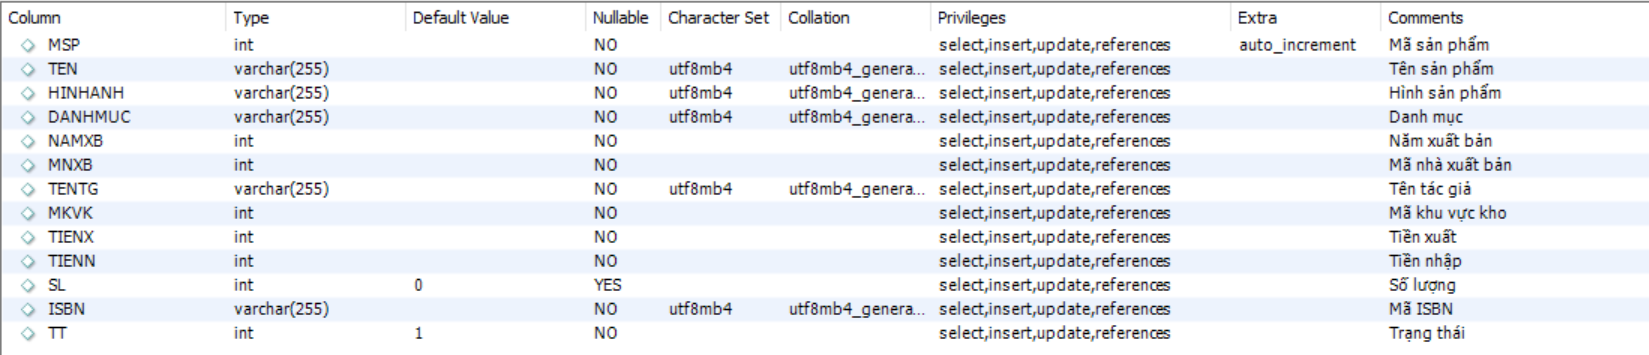 Column Type Default Value Nullable Character Set Collation Privileges Extra Comments
MSP int NO select,insert,update,references auto_increment Mã sản phẩm
TEN varchar(255) NO utf8mb4 utf8mb4_genera... select,insert,update,references Tên sản phẩm
HINHANH varchar(255) NO utf8mb4 utf8mb4_genera... select,insert,update,references Hình sản phẩm
DANHMUC varchar(255) NO utf8mb4 utf8mb4_genera... select,insert,update,references Danh mục
NAMXB int NO select,insert,update,references Năm xuất bản
MNXB int NO select,insert,update,references Mã nhà xuất bản
TENTG varchar(255) NO utf8mb4 utf8mb4_genera... select,insert,update,references Tên tác giả
MKVK int NO select,insert,update,references Mã khu vực kho
TIENX int NO select,insert,update,references Tiền xuất
TIENN int NO select,insert,update,references Tiền nhập
SL int 0 YES select,insert,update,references Số lượng
ISBN varchar(255) NO utf8mb4 utf8mb4_genera... select,insert,update,references Mã ISBN
TT int 1 NO select,insert,update,references Trạng thái